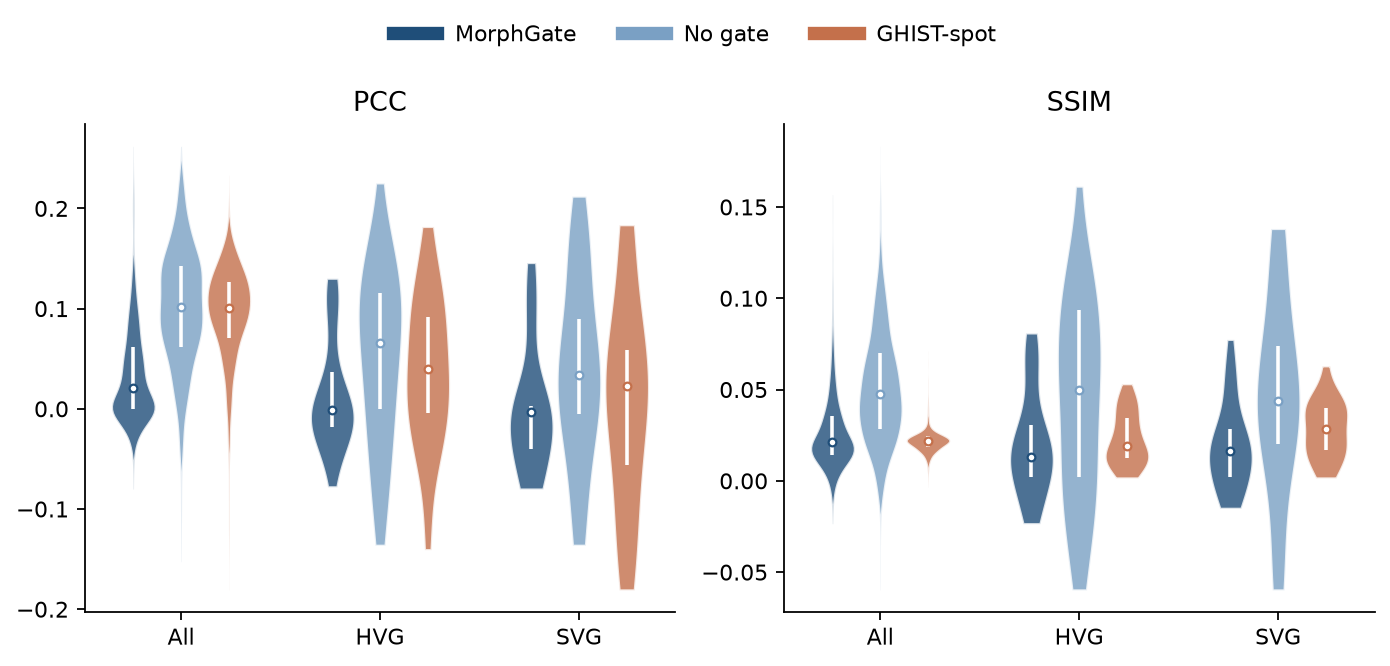 MorphGate No gate GHIST-spot
PCC
0.2
0.1
0.0
−0.1
−0.2
All HVG SVG
SSIM
0.15
0.10
0.05
0.00
−0.05
All HVG SVG